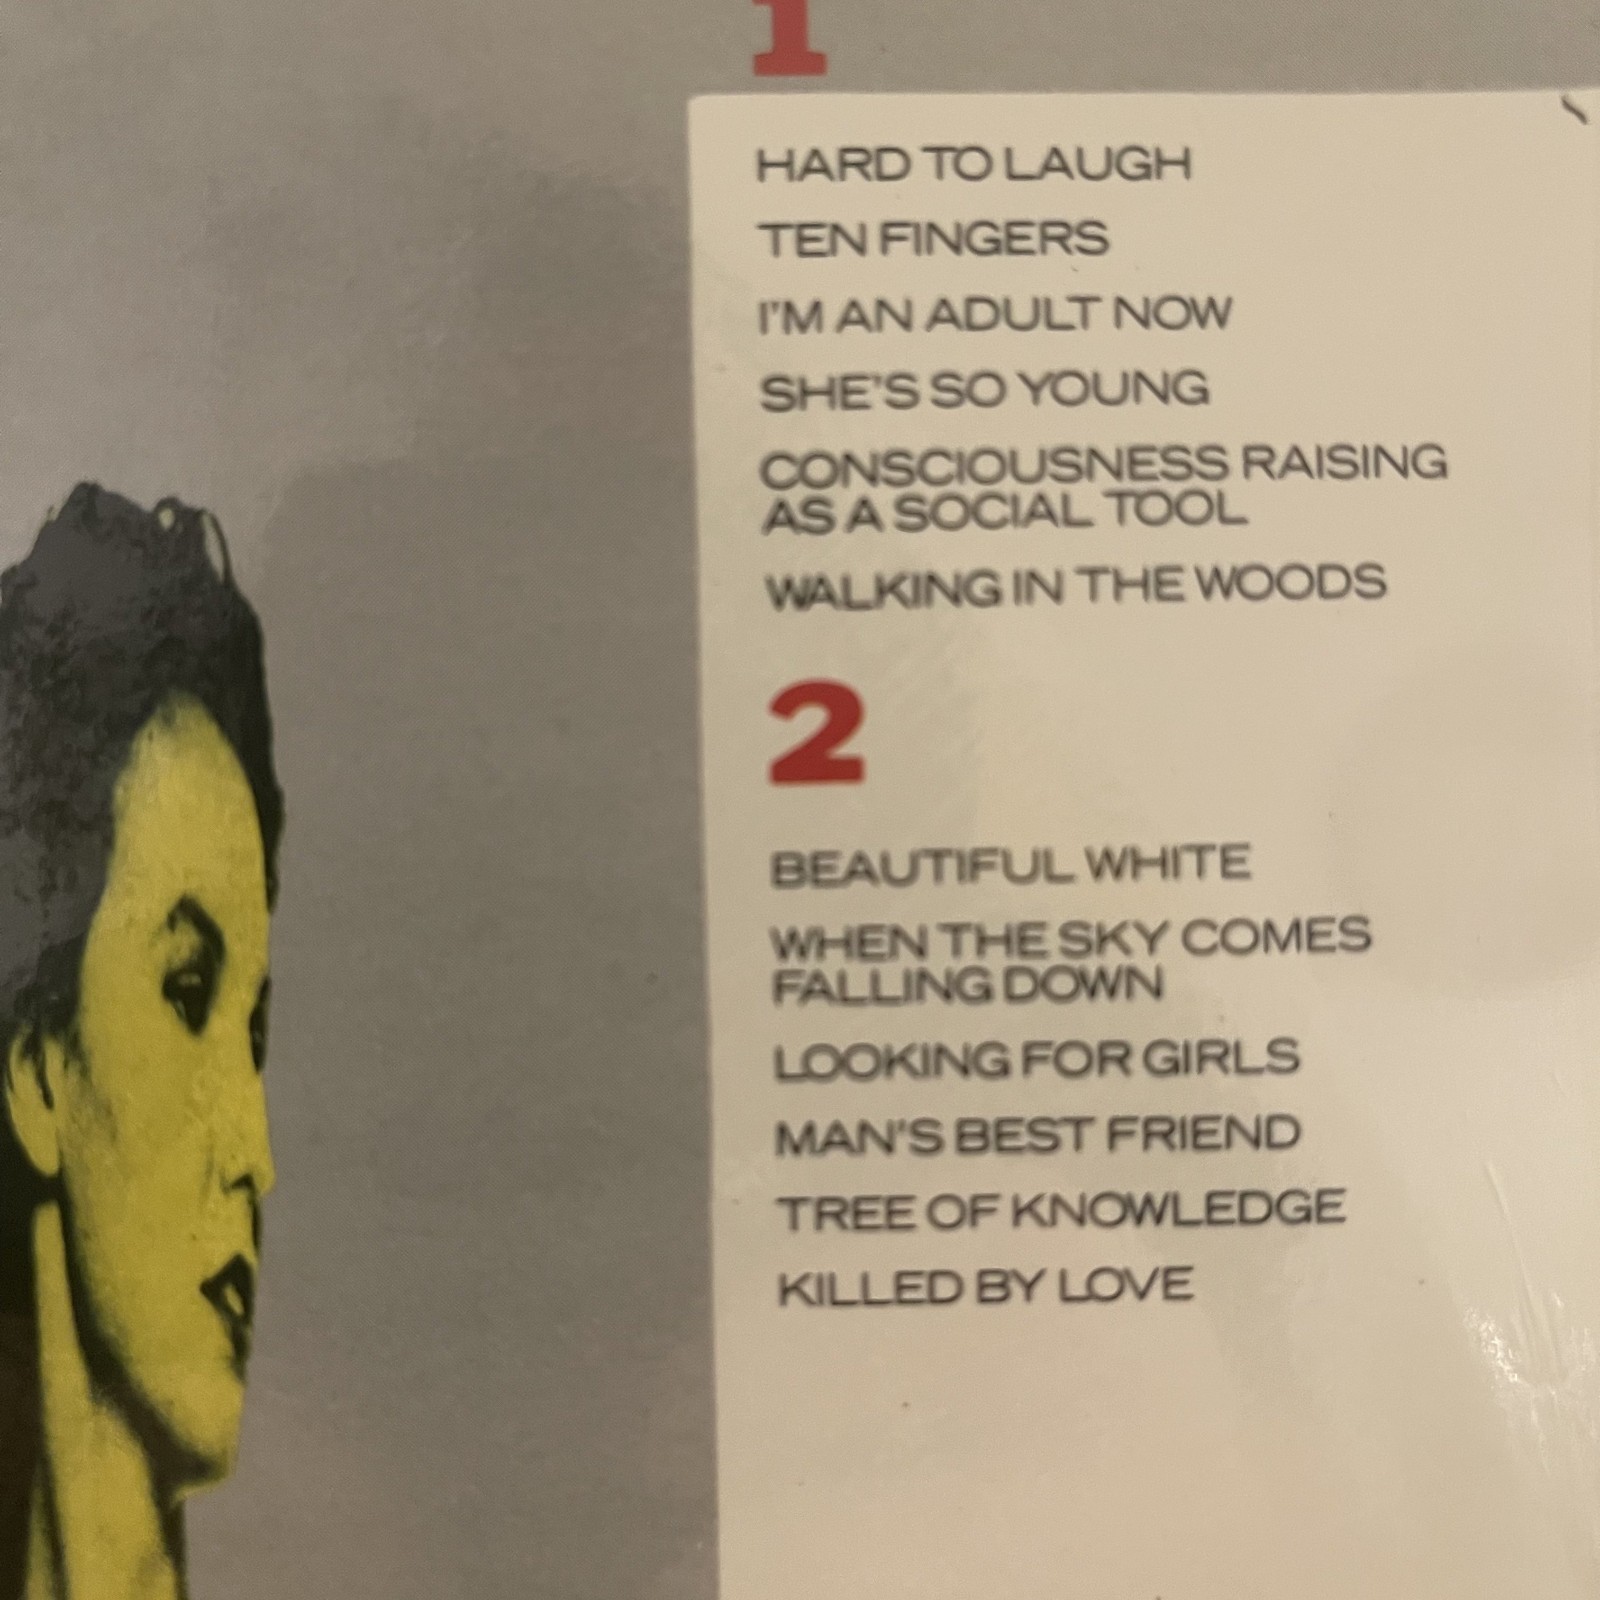 1
HARD TO LAUGH
TEN FINGERS
I'M AN ADULT NOW
SHE'S SO YOUNG
CONSCIOUSNESS RAISING
AS A SOCIAL TOOL
WALKING IN THE WOODS
2
BEAUTIFUL WHITE
WHEN THE SKY COMES
FALLING DOWN
LOOKING FOR GIRLS
MAN'S BEST FRIEND
TREE OF KNOWLEDGE
KILLED BY LOVE